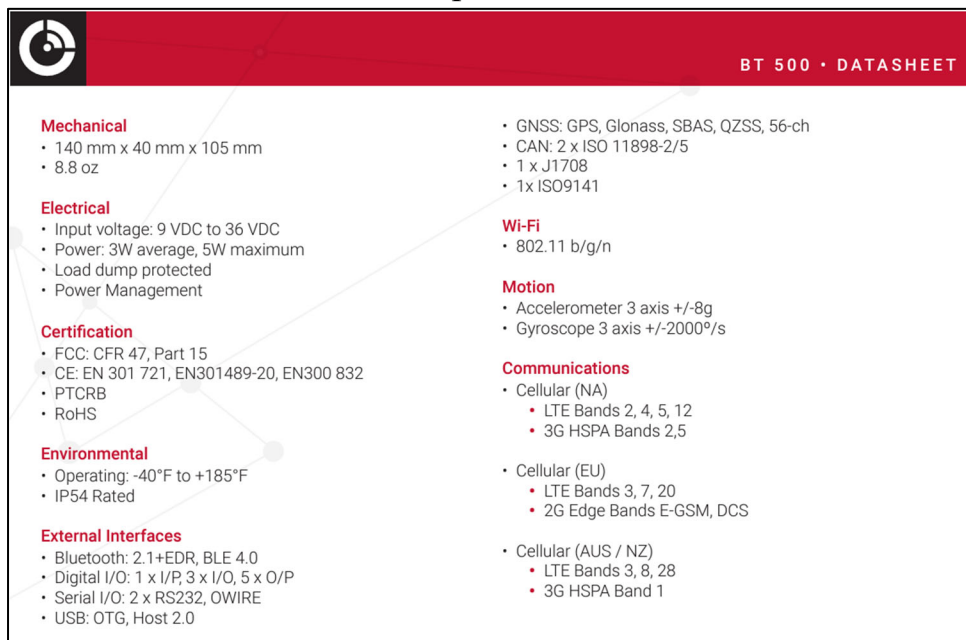 BT 500 • DATASHEET
Mechanical
• 140 mm x 40 mm x 105 mm
• 8.8 oz
Electrical
• Input voltage: 9 VDC to 36 VDC
• Power: 3W average, 5W maximum
• Load dump protected
• Power Management
Certification
• FCC: CFR 47, Part 15
• CE: EN 301 721, EN301489-20, EN300 832
• PTCRB
• RoHS
Environmental
• Operating: -40°F to +185°F
• IP54 Rated
External Interfaces
• Bluetooth: 2.1+EDR, BLE 4.0
• Digital I/O: 1 x I/P, 3 x I/O, 5 x O/P
• Serial I/O: 2 x RS232, OWIRE
• USB: OTG, Host 2.0
• GNSS: GPS, Glonass, SBAS, QZSS, 56-ch
• CAN: 2 x ISO 11898-2/5
• 1 x J1708
• 1x ISO9141
Wi-Fi
• 802.11 b/g/n
Motion
• Accelerometer 3 axis +/-8g
• Gyroscope 3 axis +/-2000º/s
Communications
• Cellular (NA)
• LTE Bands 2, 4, 5, 12
• 3G HSPA Bands 2,5
• Cellular (EU)
• LTE Bands 3, 7, 20
• 2G Edge Bands E-GSM, DCS
• Cellular (AUS / NZ)
• LTE Bands 3, 8, 28
• 3G HSPA Band 1